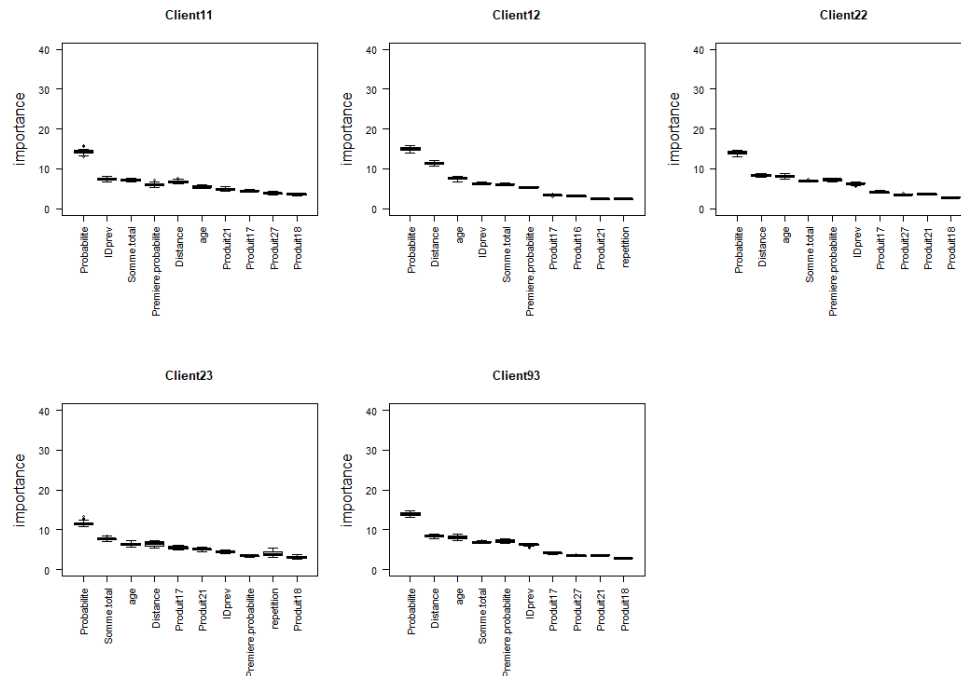 Client11
importance
40
30
20
10
0
Probabilite
IDprev
Somme.total
Premiere.probabilite
Distance
age
Produit21
Produit17
Produit27
Produit18
Client12
importance
40
30
20
10
0
Probabilite
Distance
age
IDprev
Somme.total
Premiere.probabilite
Produit17
Produit16
Produit21
repetition
Client22
importance
40
30
20
10
0
Probabilite
Distance
age
Somme.total
Premiere.probabilite
IDprev
Produit17
Produit27
Produit21
Produit18
Client23
importance
40
30
20
10
0
Probabilite
Somme.total
age
Distance
Produit17
Produit21
IDprev
Premiere.probabilite
repetition
Produit18
Client93
importance
40
30
20
10
0
Probabilite
Distance
age
Somme.total
Premiere.probabilite
IDprev
Produit17
Produit27
Produit21
Produit18